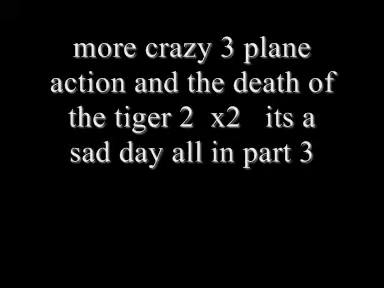 more crazy 3 plane
action and the death of
the tiger 2  x2   its a
sad day all in part 3